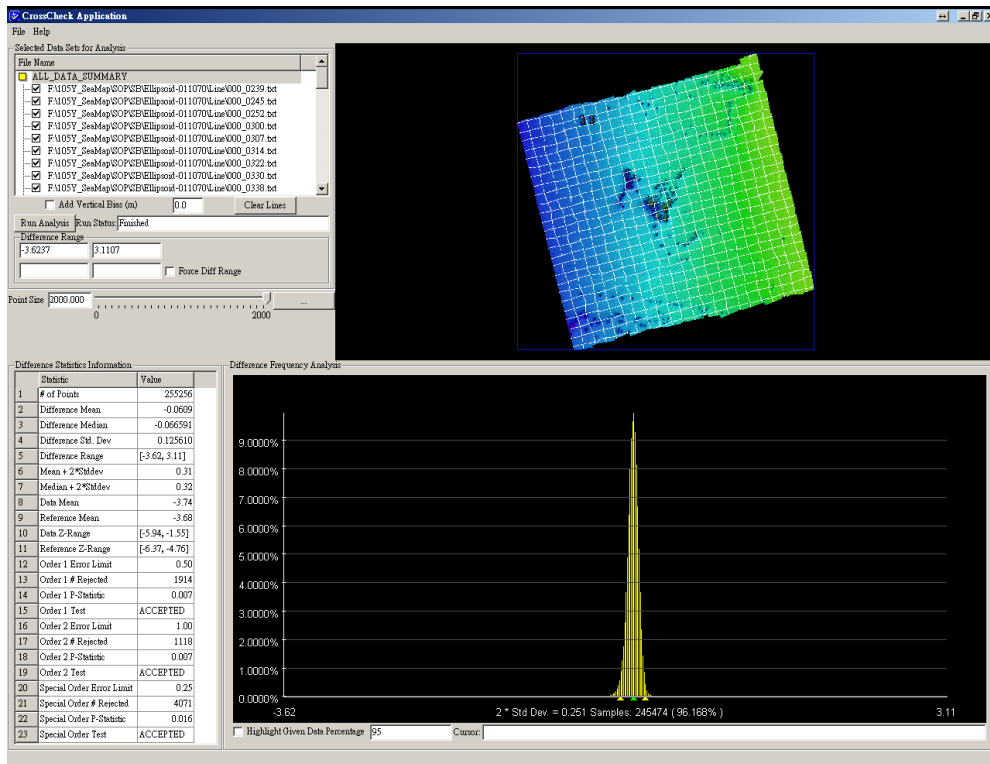 CrossCheck Application
File Help
Selected Data Sets for Analysis
File Name
ALL_DATA_SUMMARY
F:\105Y_SeaMap\SOP\SB\Ellipsoid-011070\Line\000_0239.txt
F:\105Y_SeaMap\SOP\SB\Ellipsoid-011070\Line\000_0245.txt
F:\105Y_SeaMap\SOP\SB\Ellipsoid-011070\Line\000_0252.txt
F:\105Y_SeaMap\SOP\SB\Ellipsoid-011070\Line\000_0300.txt
F:\105Y_SeaMap\SOP\SB\Ellipsoid-011070\Line\000_0307.txt
F:\105Y_SeaMap\SOP\SB\Ellipsoid-011070\Line\000_0314.txt
F:\105Y_SeaMap\SOP\SB\Ellipsoid-011070\Line\000_0322.txt
F:\105Y_SeaMap\SOP\SB\Ellipsoid-011070\Line\000_0330.txt
F:\105Y_SeaMap\SOP\SB\Ellipsoid-011070\Line\000_0338.txt
Add Vertical Bias (m) 0.0 Clear Lines
Run Analysis Run Status: Finished
Difference Range
-3.6237 3.1107
Force Diff Range
Point Size 2000.000 ...
0 2000
Difference Statistics Information
Statistic Value
1 # of Points 255256
2 Difference Mean -0.0609
3 Difference Median -0.066591
4 Difference Std. Dev 0.125610
5 Difference Range [-3.62, 3.11]
6 Mean + 2*Stddev 0.31
7 Median + 2*Stddev 0.32
8 Data Mean -3.74
9 Reference Mean -3.68
10 Data Z-Range [-5.94, -1.55]
11 Reference Z-Range [-6.37, -4.76]
12 Order 1 Error Limit 0.50
13 Order 1 # Rejected 1914
14 Order 1 P-Statistic 0.007
15 Order 1 Test ACCEPTED
16 Order 2 Error Limit 1.00
17 Order 2 # Rejected 1118
18 Order 2 P-Statistic 0.007
19 Order 2 Test ACCEPTED
20 Special Order Error Limit 0.25
21 Special Order # Rejected 4071
22 Special Order P-Statistic 0.016
23 Special Order Test ACCEPTED
Difference Frequency Analysis
9.0000%
8.0000%
7.0000%
6.0000%
5.0000%
4.0000%
3.0000%
2.0000%
1.0000%
0.0000%
-3.62 2 * Std Dev. = 0.251 Samples: 245474 ( 96.168% ) 3.11
Highlight Given Data Percentage 95 Cursor: